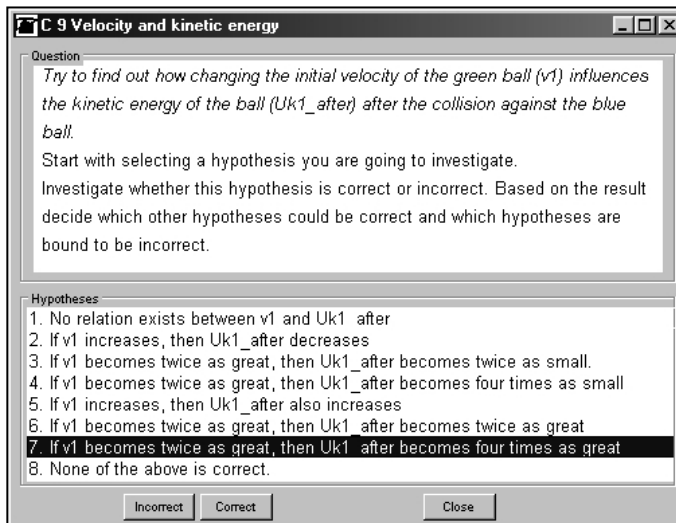 C 9 Velocity and kinetic energy
Question
Try to find out how changing the initial velocity of the green ball (v1) influences
the kinetic energy of the ball (Uk1_after) after the collision against the blue
ball.
Start with selecting a hypothesis you are going to investigate.
Investigate whether this hypothesis is correct or incorrect. Based on the result
decide which other hypotheses could be correct and which hypotheses are
bound to be incorrect.
Hypotheses
1. No relation exists between v1 and Uk1_after
2. If v1 increases, then Uk1_after decreases
3. If v1 becomes twice as great, then Uk1_after becomes twice as small.
4. If v1 becomes twice as great, then Uk1_after becomes four times as small
5. If v1 increases, then Uk1_after also increases
6. If v1 becomes twice as great, then Uk1_after becomes twice as great
7. If v1 becomes twice as great, then Uk1_after becomes four times as great
8. None of the above is correct.
Incorrect Correct Close